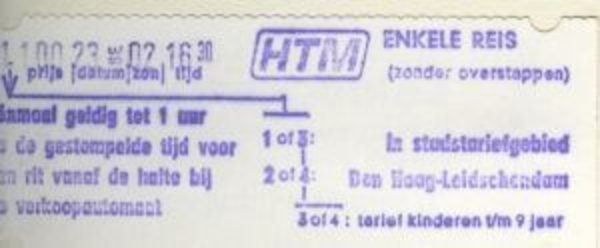 1 1.00 23 02 16 30
HTM
ENKELE REIS
prijs datum zon tijd
(zonder overstappen)
Eenmaal geldig tot 1 uur
de gestempelde tijd voor
rit vanaf de halte bij
verkoopautomaat
1 of 3: in stadstariefgebied
2 of 4: Den Haag-Leidschendam
3 of 4 : tarief kinderen t/m 9 jaar